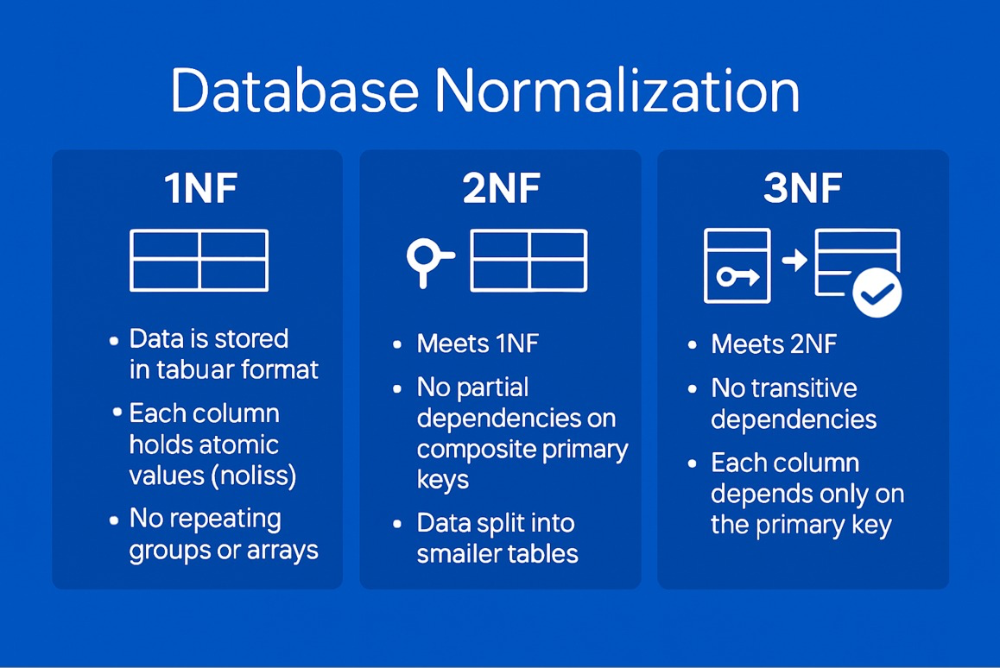 Database Normalization
1NF
• Data is stored
in tabuar format
• Each column
holds atomic
values (noliss)
• No repeating
groups or arrays
2NF
• Meets 1NF
• No partial
dependencies on
composite primary
keys
• Data split into
smailer tables
3NF
• Meets 2NF
• No transitive
dependencies
• Each column
depends only on
the primary key